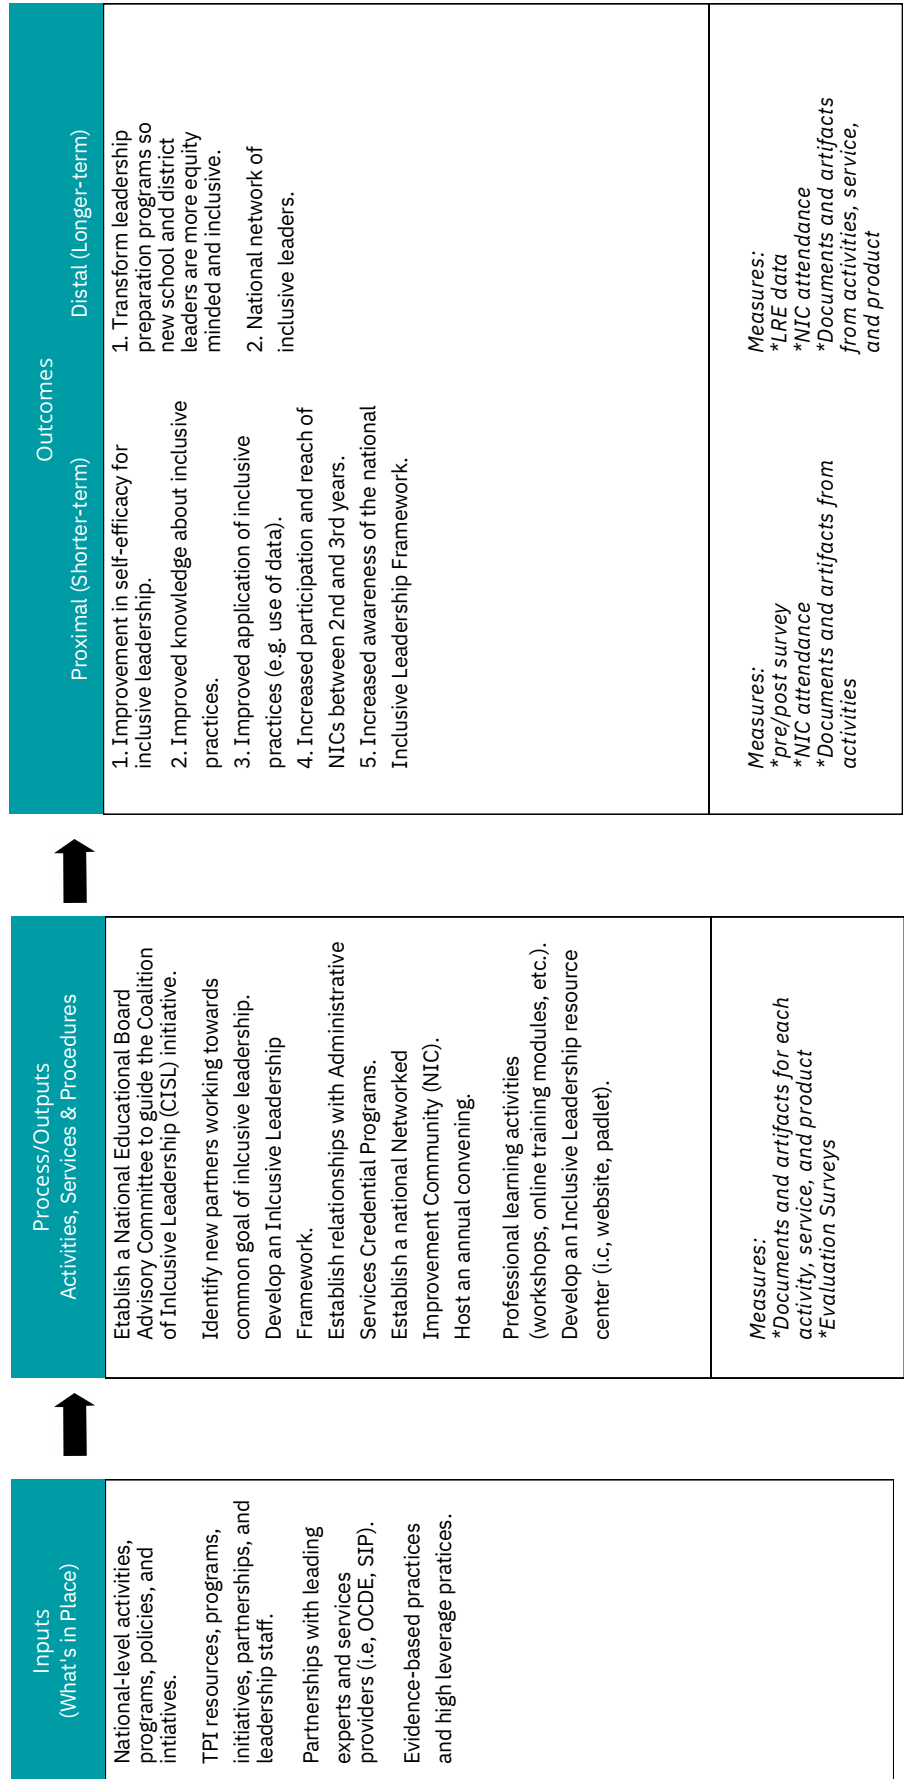 Inputs
(What's in Place)
National-level activities,
programs, policies, and
intiatives.
TPI resources, programs,
initiatives, partnerships, and
leadership staff.
Partnerships with leading
experts and services
providers (i.e, OCDE, SIP).
Evidence-based practices
and high leverage pratices.
Process/Outputs
Activities, Services & Procedures
Etablish a National Educational Board
Advisory Committee to guide the Coalition
of Inlcusive Leadership (CISL) initiative.
Identify new partners working towards
common goal of inlcusive leadership.
Develop an Inlcusive Leadership
Framework.
Establish relationships with Administrative
Services Credential Programs.
Establish a national Networked
Improvement Community (NIC).
Host an annual convening.
Professional learning activities
(workshops, online training modules, etc.).
Develop an Inclusive Leadership resource
center (i.c, website, padlet).
Measures:
*Documents and artifacts for each
activity, service, and product
*Evaluation Surveys
Outcomes
Proximal (Shorter-term)
1. Improvement in self-efficacy for
inclusive leadership.
2. Improved knowledge about inclusive
practices.
3. Improved application of inclusive
practices (e.g. use of data).
4. Increased participation and reach of
NICs between 2nd and 3rd years.
5. Increased awareness of the national
Inclusive Leadership Framework.
Measures:
*pre/post survey
*NIC attendance
*Documents and artifacts from
activities
Distal (Longer-term)
1. Transform leadership
preparation programs so
new school and district
leaders are more equity
minded and inclusive.
2. National network of
inclusive leaders.
Measures:
*LRE data
*NIC attendance
*Documents and artifacts
from activities, service,
and product